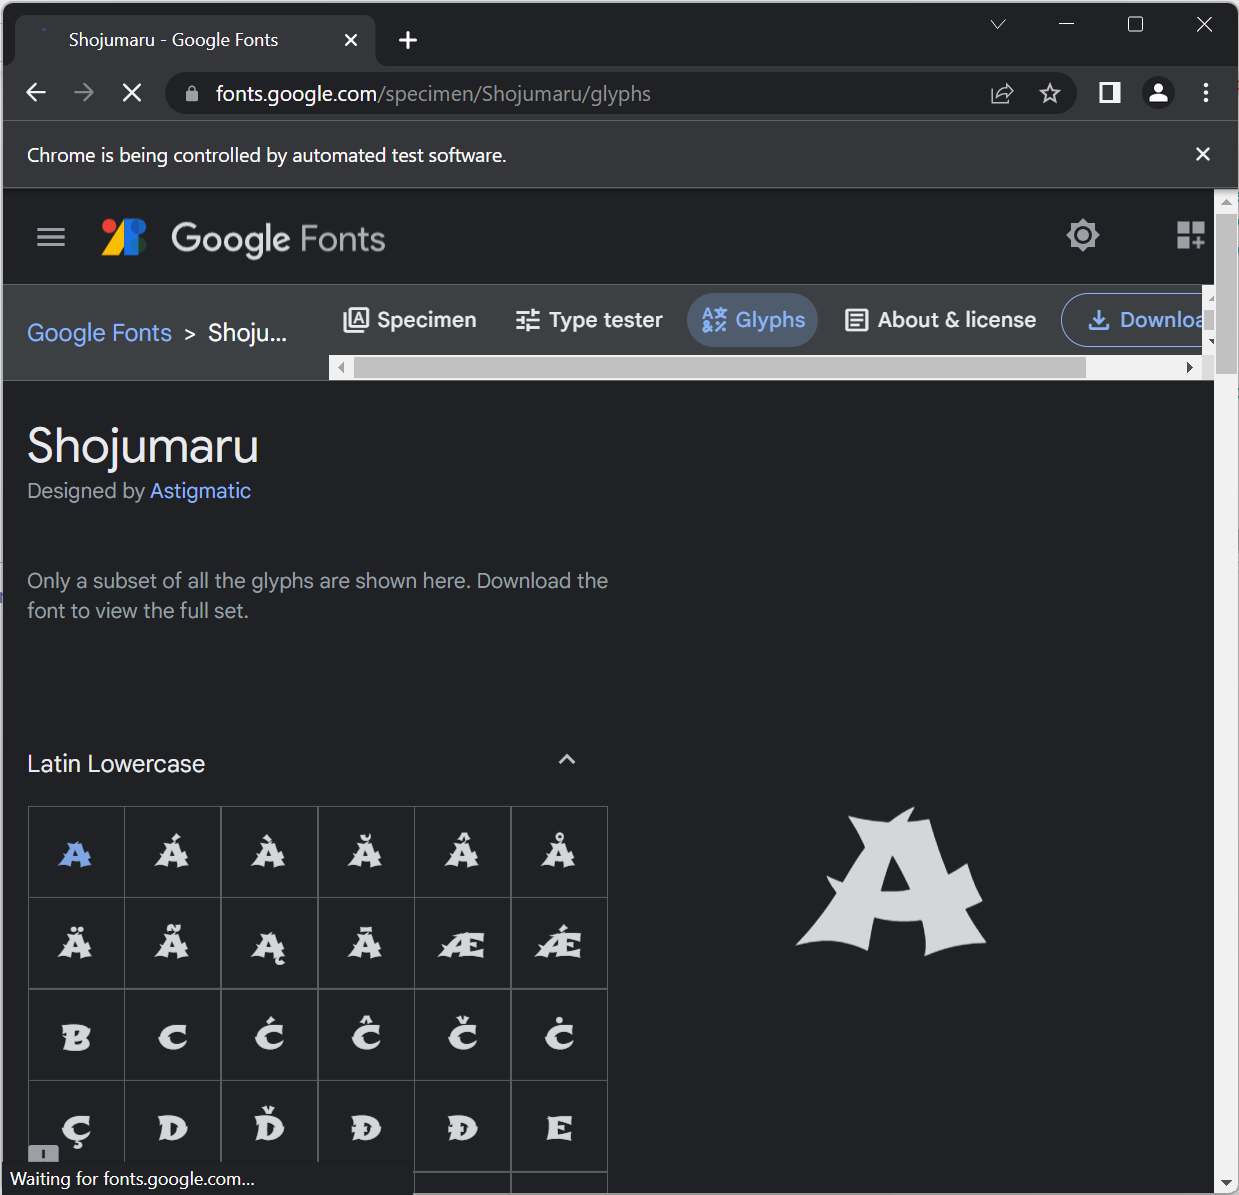 Shojumaru - Google Fonts
fonts.google.com/specimen/Shojumaru/glyphs
Chrome is being controlled by automated test software.
Google Fonts
Google Fonts > Shoju...
Specimen
Type tester
Glyphs
About & license
Downloa
Shojumaru
Designed by Astigmatic
Only a subset of all the glyphs are shown here. Download the
font to view the full set.
Latin Lowercase
A Á À Ă Â Å
Ä Ã Ą Ā Æ Ǽ
B C Ć Ĉ Č Ċ
Ç D Ď Đ Ð E
A
Waiting for fonts.google.com...